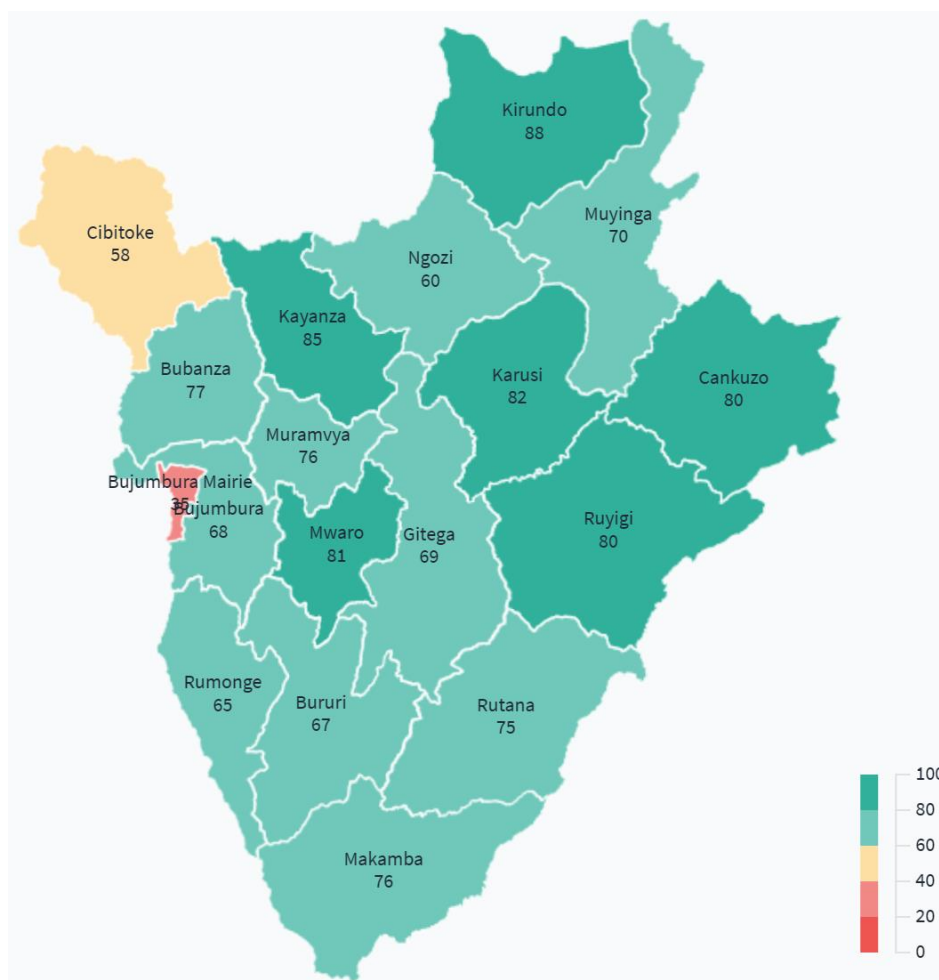 Kirundo
88
Muyinga
70
Cibitoke
58
Ngozi
60
Kayanza
85
Bubanza
77
Karusi
82
Cankuzo
80
Muramvya
76
Bujumbura Mairie
35
Bujumbura
68
Mwaro
81
Gitega
69
Ruyigi
80
Rumonge
65
Bururi
67
Rutana
75
Makamba
76
100
80
60
40
20
0